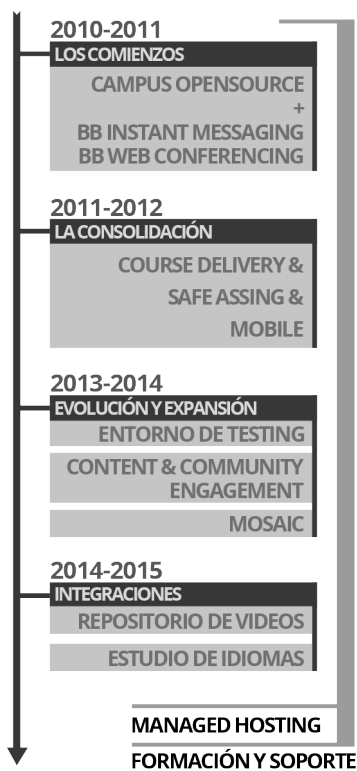 2010-2011
LOS COMIENZOS
CAMPUS OPENSOURCE
+
BB INSTANT MESSAGING
BB WEB CONFERENCING
2011-2012
LA CONSOLIDACIÓN
COURSE DELIVERY &
SAFE ASSING &
MOBILE
2013-2014
EVOLUCIÓN Y EXPANSIÓN
ENTORNO DE TESTING
CONTENT & COMMUNITY
ENGAGEMENT
MOSAIC
2014-2015
INTEGRACIONES
REPOSITORIO DE VIDEOS
ESTUDIO DE IDIOMAS
MANAGED HOSTING
FORMACIÓN Y SOPORTE